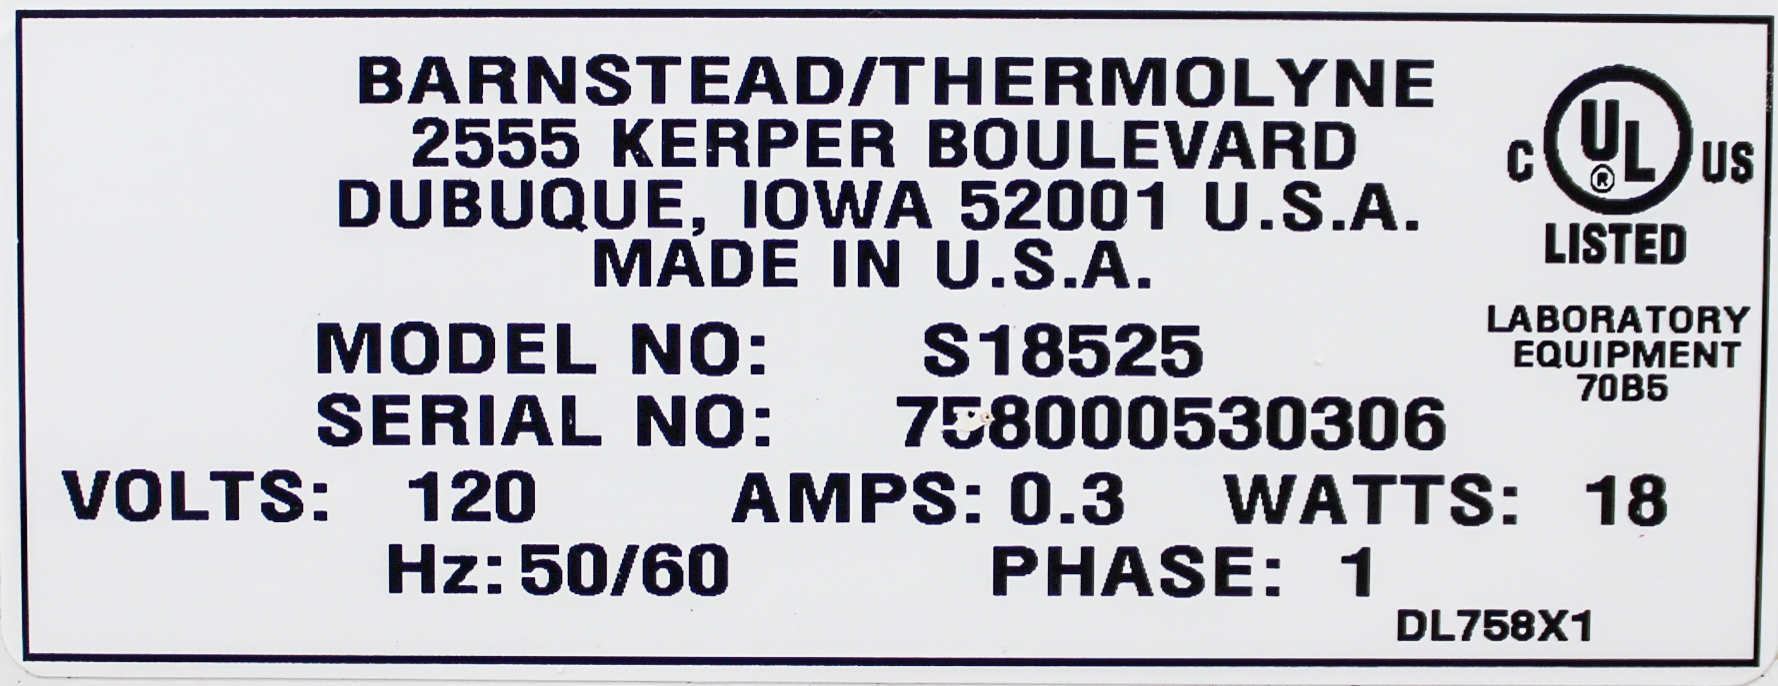 BARNSTEAD/THERMOLYNE
2555 KERPER BOULEVARD
DUBUQUE, IOWA 52001 U.S.A.
MADE IN U.S.A.
C UL® US
LISTED
LABORATORY
EQUIPMENT
70B5
MODEL NO: S18525
SERIAL NO: 758000530306
VOLTS: 120 AMPS: 0.3 WATTS: 18
Hz: 50/60 PHASE: 1
DL758X1